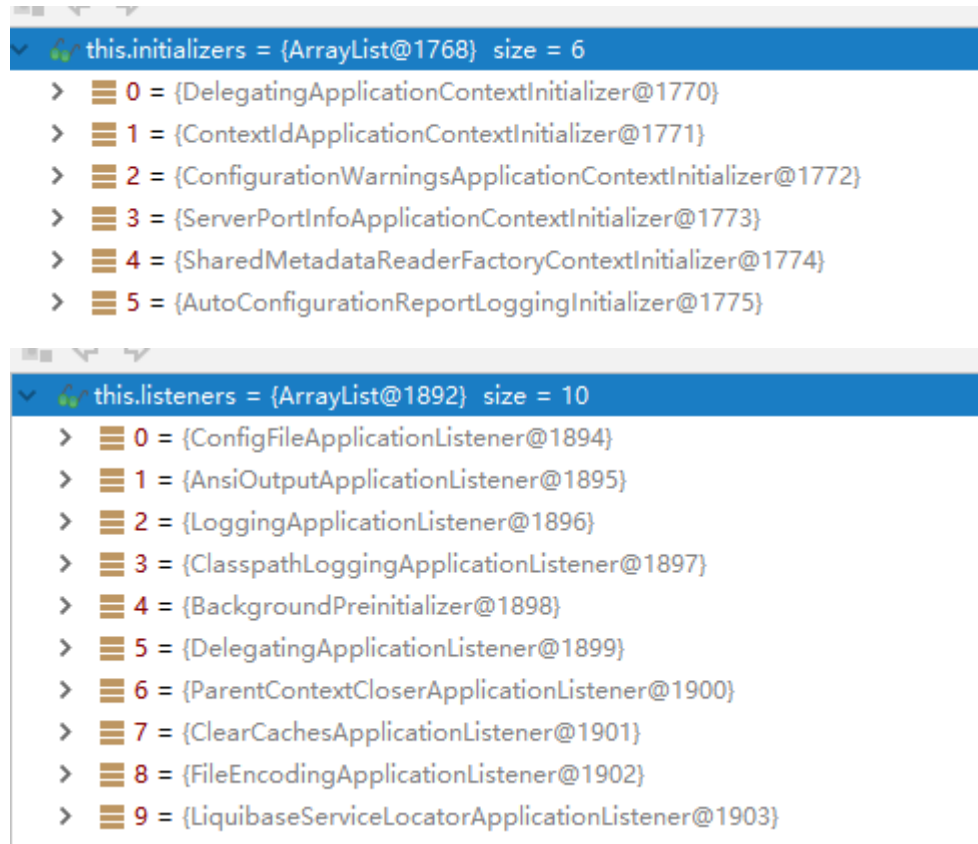 this.initializers = {ArrayList@1768} size = 6
0 = {DelegatingApplicationContextInitializer@1770}
1 = {ContextIdApplicationContextInitializer@1771}
2 = {ConfigurationWarningsApplicationContextInitializer@1772}
3 = {ServerPortInfoApplicationContextInitializer@1773}
4 = {SharedMetadataReaderFactoryContextInitializer@1774}
5 = {AutoConfigurationReportLoggingInitializer@1775}
this.listeners = {ArrayList@1892} size = 10
0 = {ConfigFileApplicationListener@1894}
1 = {AnsiOutputApplicationListener@1895}
2 = {LoggingApplicationListener@1896}
3 = {ClasspathLoggingApplicationListener@1897}
4 = {BackgroundPreinitializer@1898}
5 = {DelegatingApplicationListener@1899}
6 = {ParentContextCloserApplicationListener@1900}
7 = {ClearCachesApplicationListener@1901}
8 = {FileEncodingApplicationListener@1902}
9 = {LiquibaseServiceLocatorApplicationListener@1903}